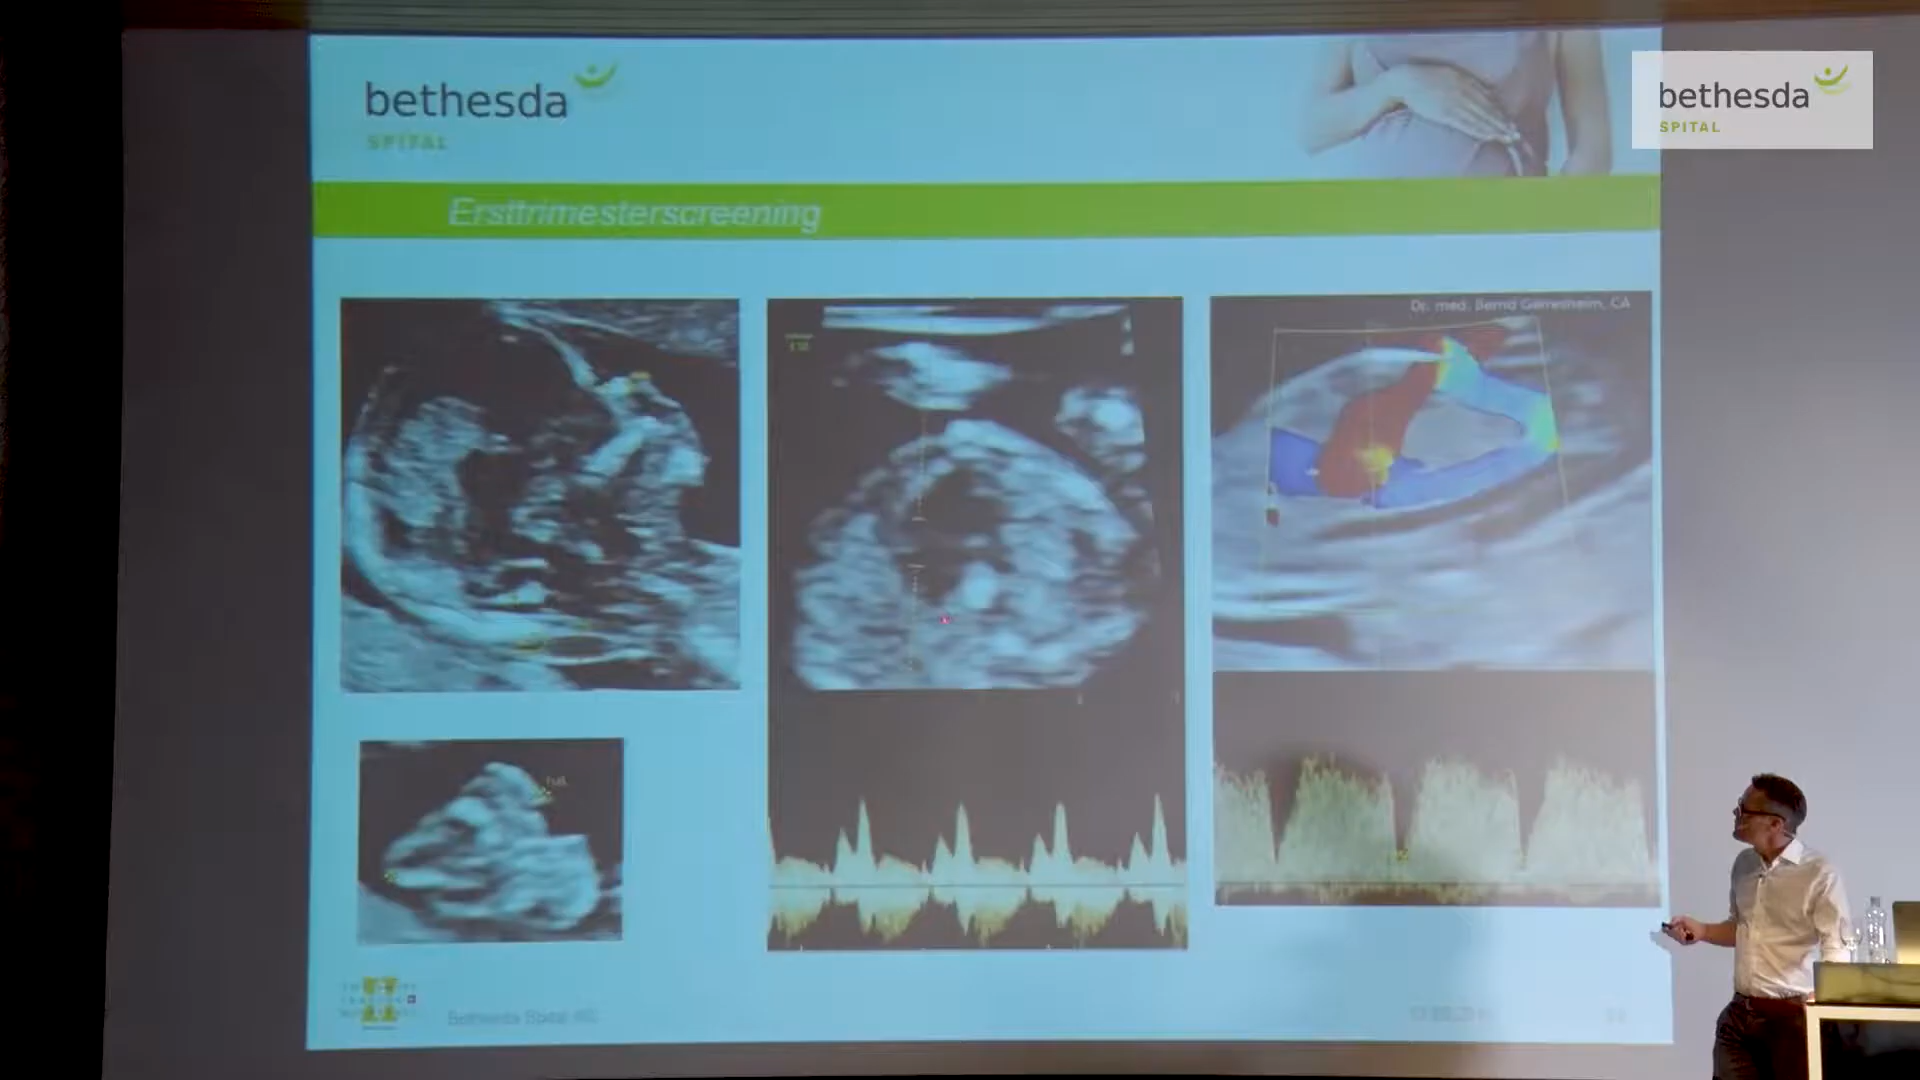 bethesda
SPITAL
bethesda
SPITAL
Ersttrimesterscreening
Dr. med. Bernd Gerresheim, CA
Bethesda Spital AG